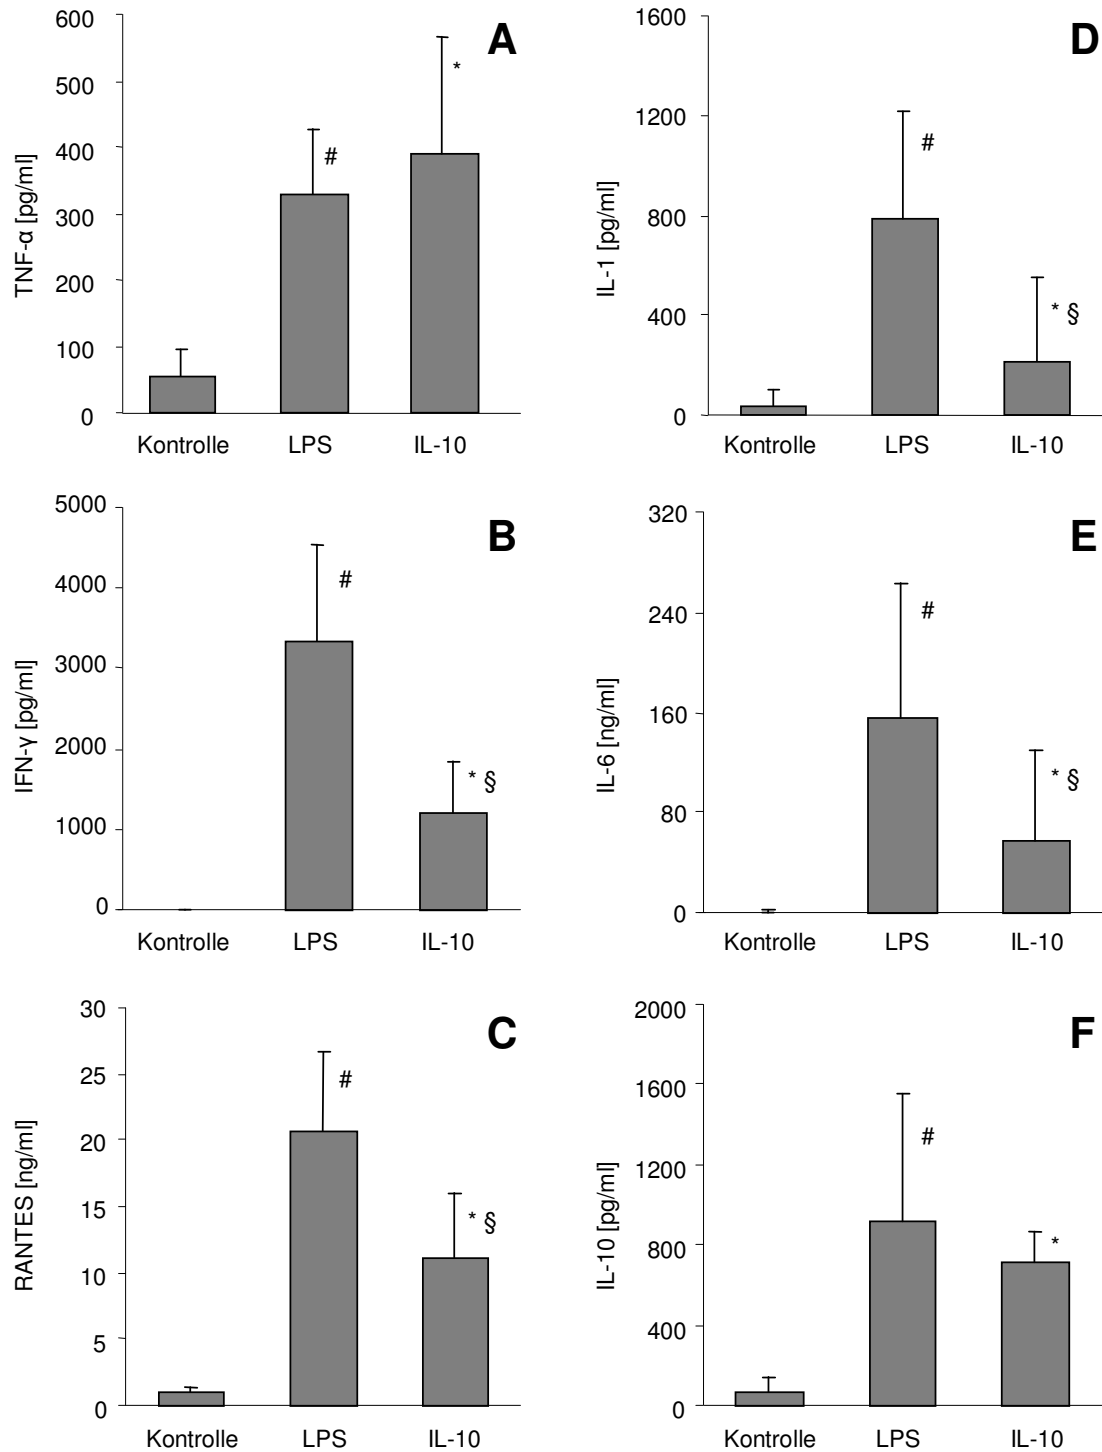 A
TNF-α [pg/ml]
600
500
400
300
200
100
0
#
*
Kontrolle LPS IL-10
D
IL-1 [pg/ml]
1600
1200
800
400
0
#
* §
Kontrolle LPS IL-10
B
IFN-γ [pg/ml]
5000
4000
3000
2000
1000
0
#
* §
Kontrolle LPS IL-10
E
IL-6 [ng/ml]
320
240
160
80
0
#
* §
Kontrolle LPS IL-10
C
RANTES [ng/ml]
30
25
20
15
10
5
0
#
* §
Kontrolle LPS IL-10
F
IL-10 [pg/ml]
2000
1600
1200
800
400
0
#
*
Kontrolle LPS IL-10